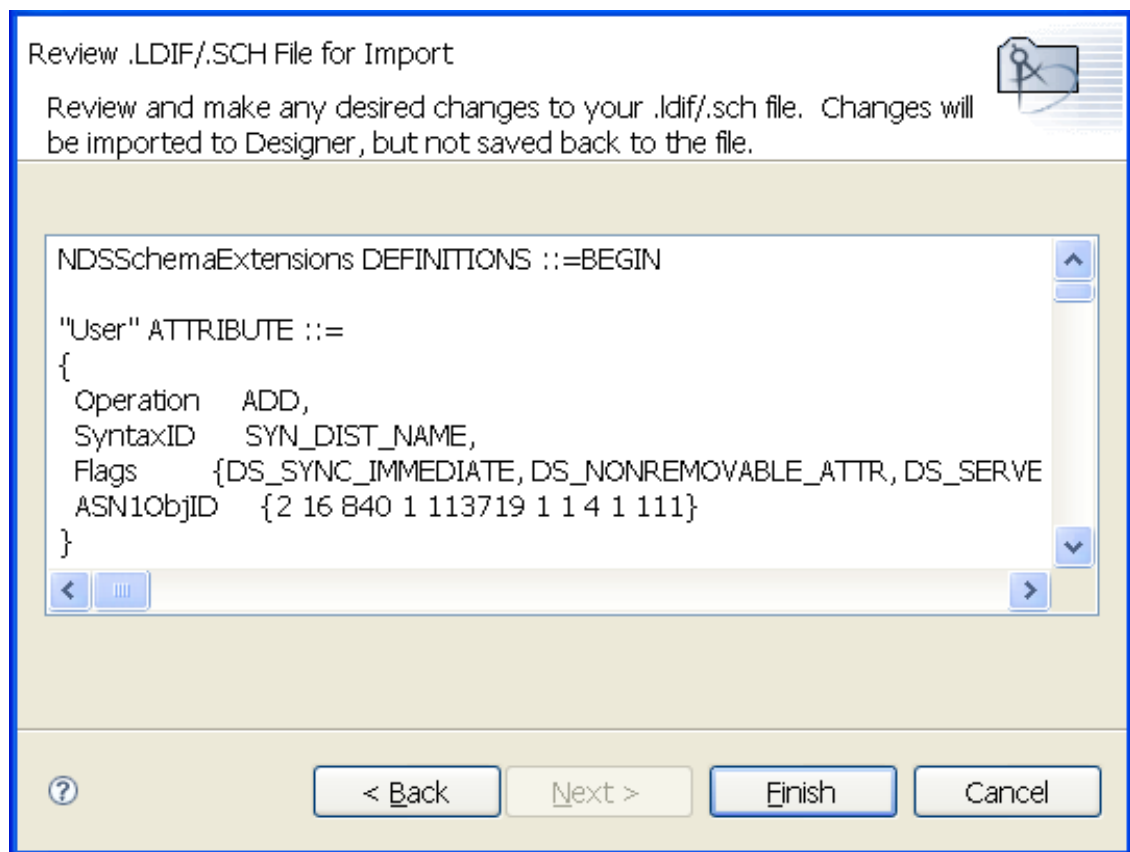 Review .LDIF/.SCH File for Import
Review and make any desired changes to your .ldif/.sch file. Changes will
be imported to Designer, but not saved back to the file.
NDSSchemaExtensions DEFINITIONS ::=BEGIN
"User" ATTRIBUTE ::=
{
Operation ADD,
SyntaxID SYN_DIST_NAME,
Flags {DS_SYNC_IMMEDIATE, DS_NONREMOVABLE_ATTR, DS_SERVE
ASN1ObjID {2 16 840 1 113719 1 1 4 1 111}
}
? < Back Next > Finish Cancel